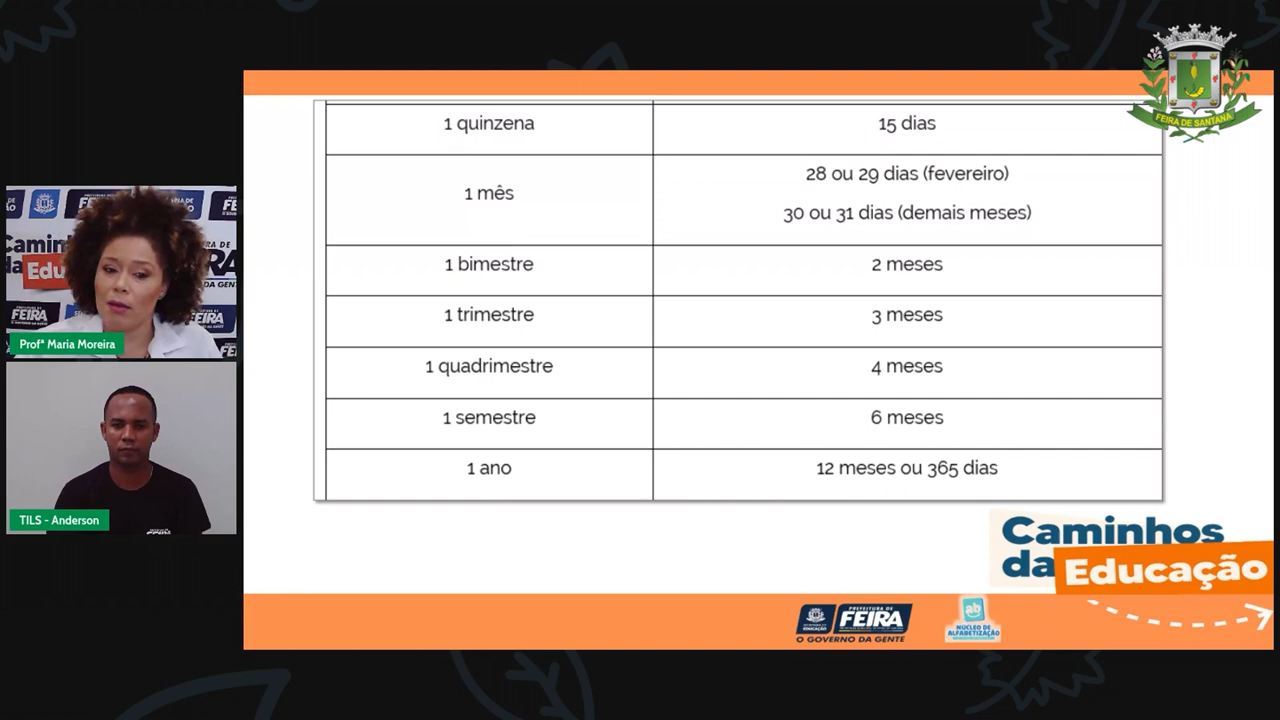 FEIRA DE SANTANA
1 quinzena
15 dias
1 mês
28 ou 29 dias (fevereiro)
30 ou 31 dias (demais meses)
1 bimestre
2 meses
1 trimestre
3 meses
1 quadrimestre
4 meses
1 semestre
6 meses
1 ano
12 meses ou 365 dias
Profª Maria Moreira
TILS - Anderson
Caminhos
da Educação
PREFEITURA DE
FEIRA
O GOVERNO DA GENTE
EDUCAÇÃO
ab
NÚCLEO DE
ALFABETIZAÇÃO